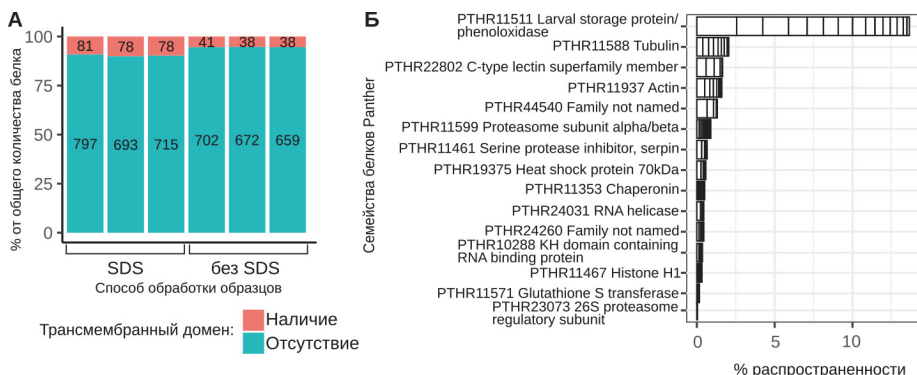 А
% от общего количества белка
100
75
50
25
0
81 78 78 41 38 38
797 693 715 702 672 659
SDS без SDS
Способ обработки образцов
Трансмембранный домен:
Наличие
Отсутствие
Б
Семейства белков Panther
PTHR11511 Larval storage protein/
phenoloxidase
PTHR11588 Tubulin
PTHR22802 C-type lectin superfamily member
PTHR11937 Actin
PTHR44540 Family not named
PTHR11599 Proteasome subunit alpha/beta
PTHR11461 Serine protease inhibitor, serpin
PTHR19375 Heat shock protein 70kDa
PTHR11353 Chaperonin
PTHR24031 RNA helicase
PTHR24260 Family not named
PTHR10288 KH domain containing
RNA binding protein
PTHR11467 Histone H1
PTHR11571 Glutathione S transferase
PTHR23073 26S proteasome
regulatory subunit
0 5 10
% распространенности